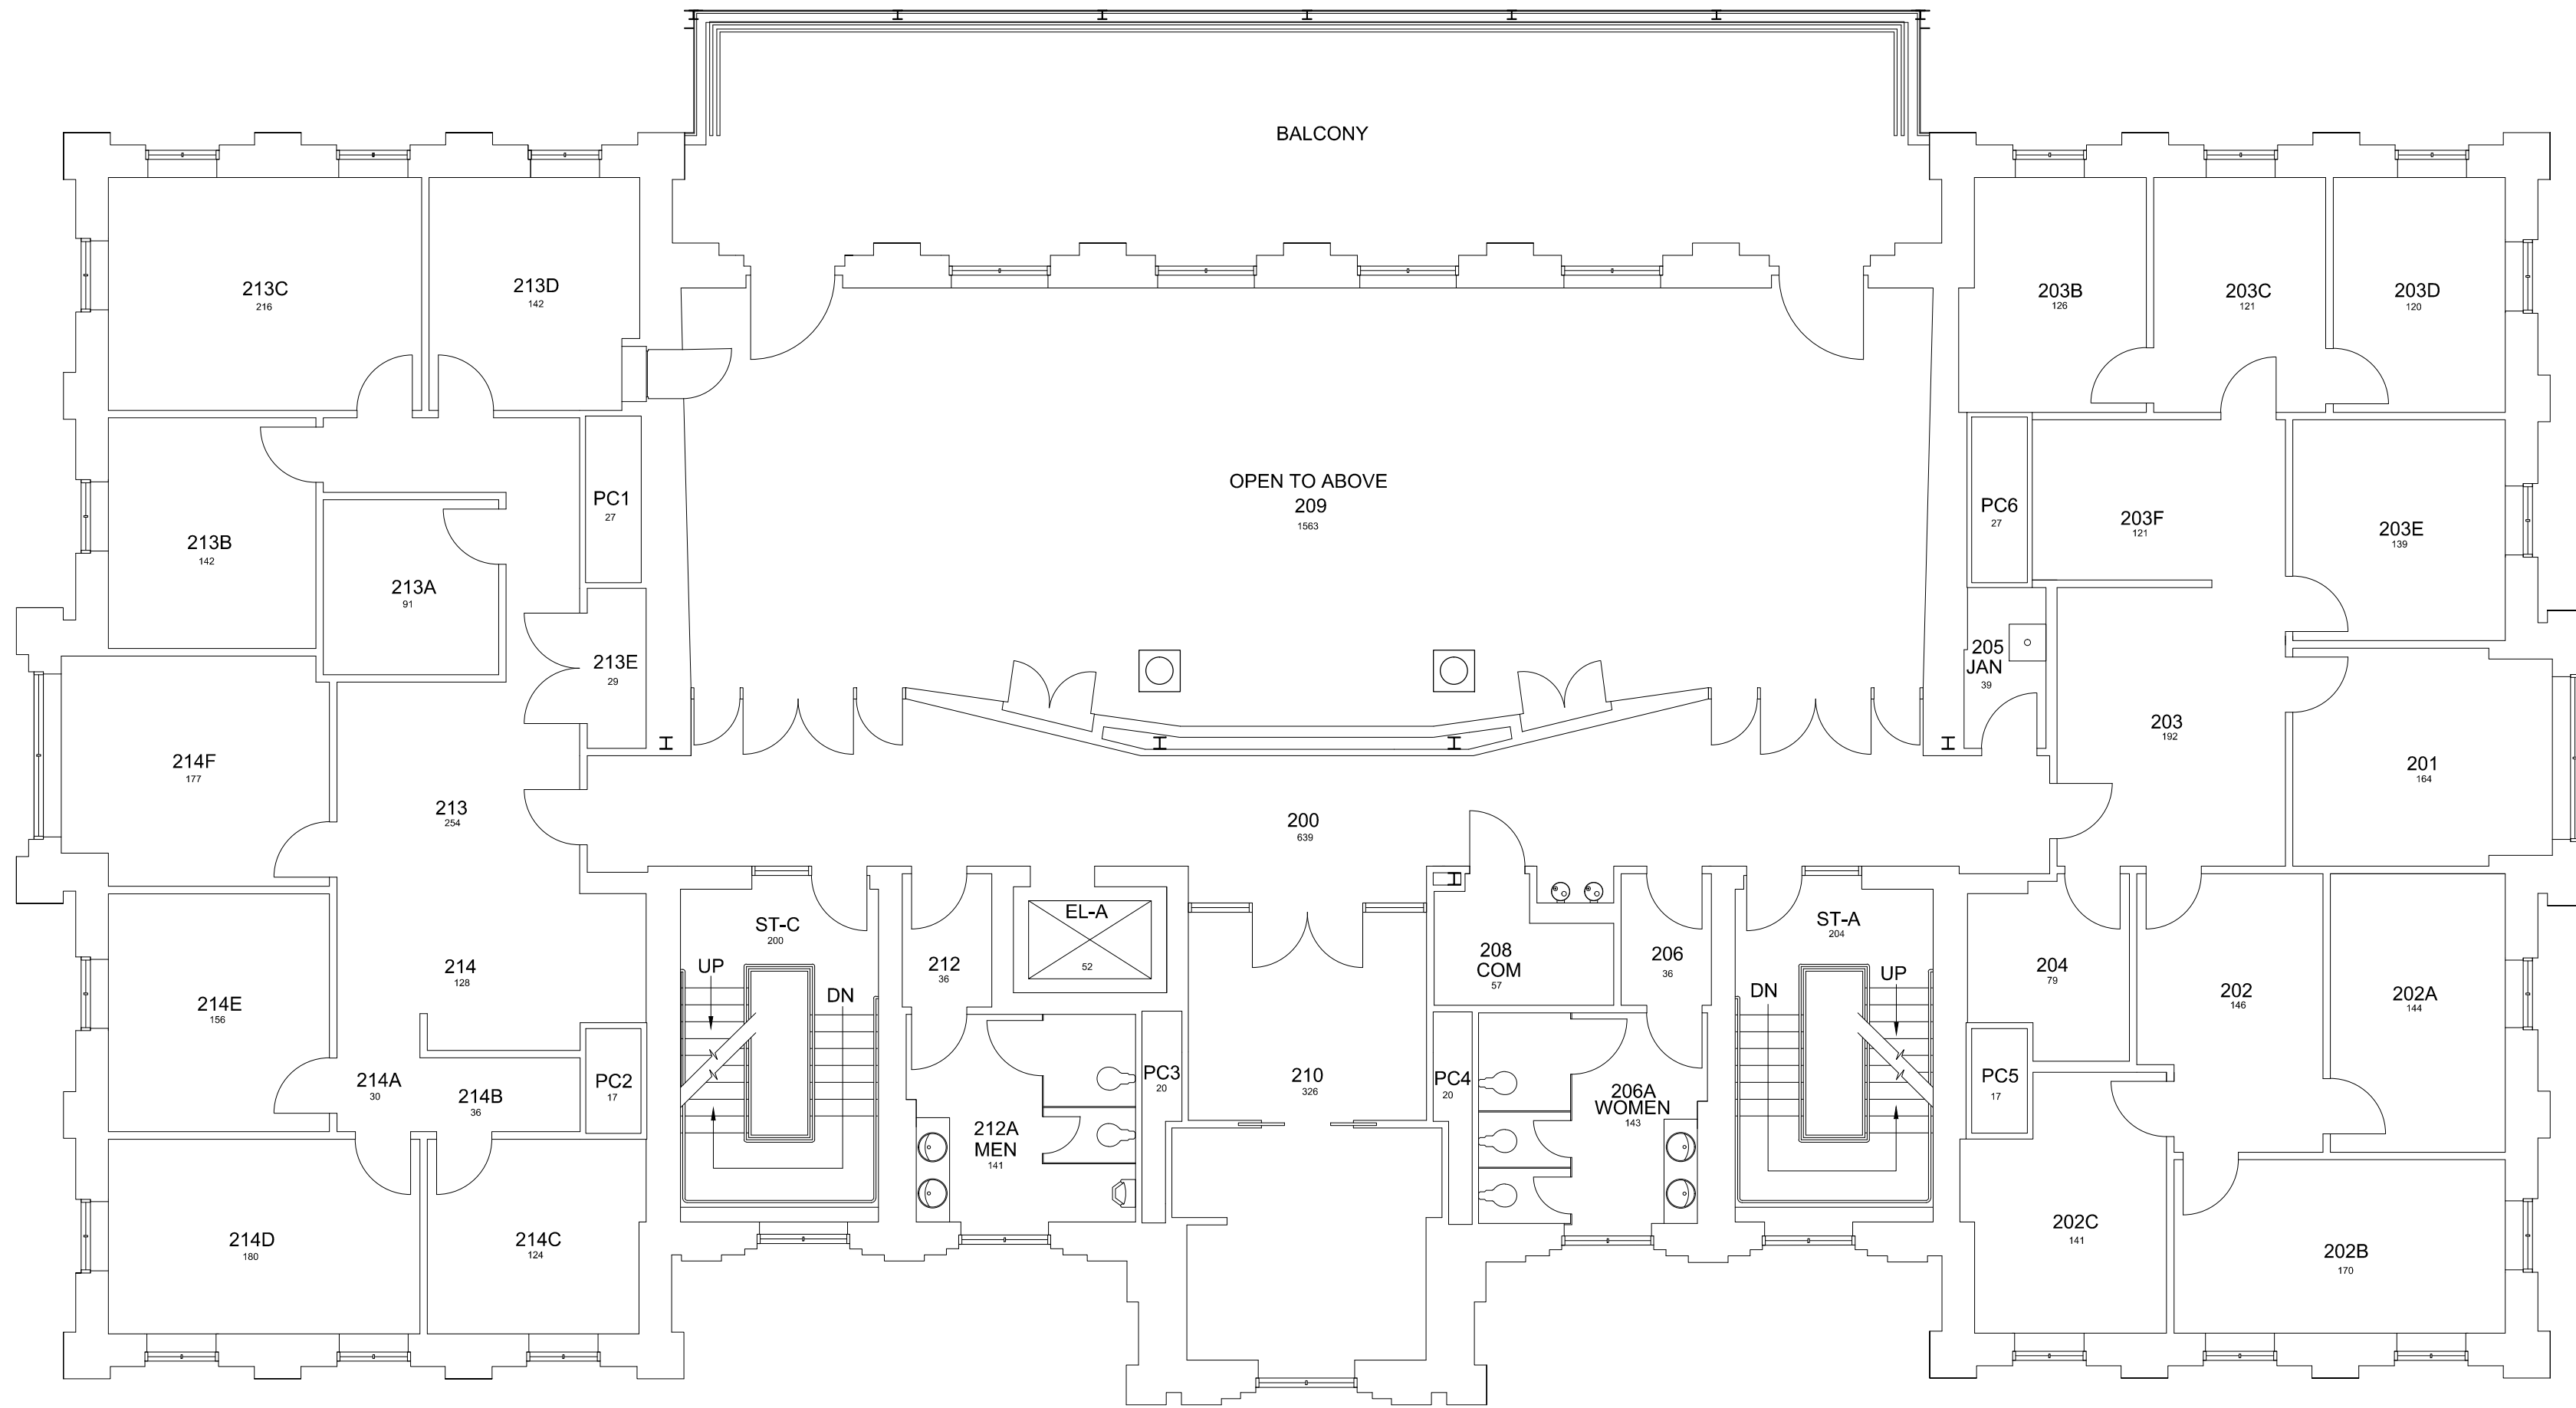 BALCONY
213C
216
213D
142
203B
126
203C
121
203D
120
OPEN TO ABOVE
209
1563
PC1
27
PC6
27
203F
121
203E
139
213B
142
213A
91
213E
29
205
JAN
39
214F
177
213
254
200
639
203
192
201
164
EL-A
52
ST-C
200
UP
DN
212
36
208
COM
57
206
36
ST-A
204
DN
UP
214
128
214E
156
204
79
202
146
202A
144
214A
30
214B
36
PC2
17
PC3
20
210
326
PC4
20
206A
WOMEN
143
PC5
17
212A
MEN
141
214D
180
214C
124
202C
141
202B
170